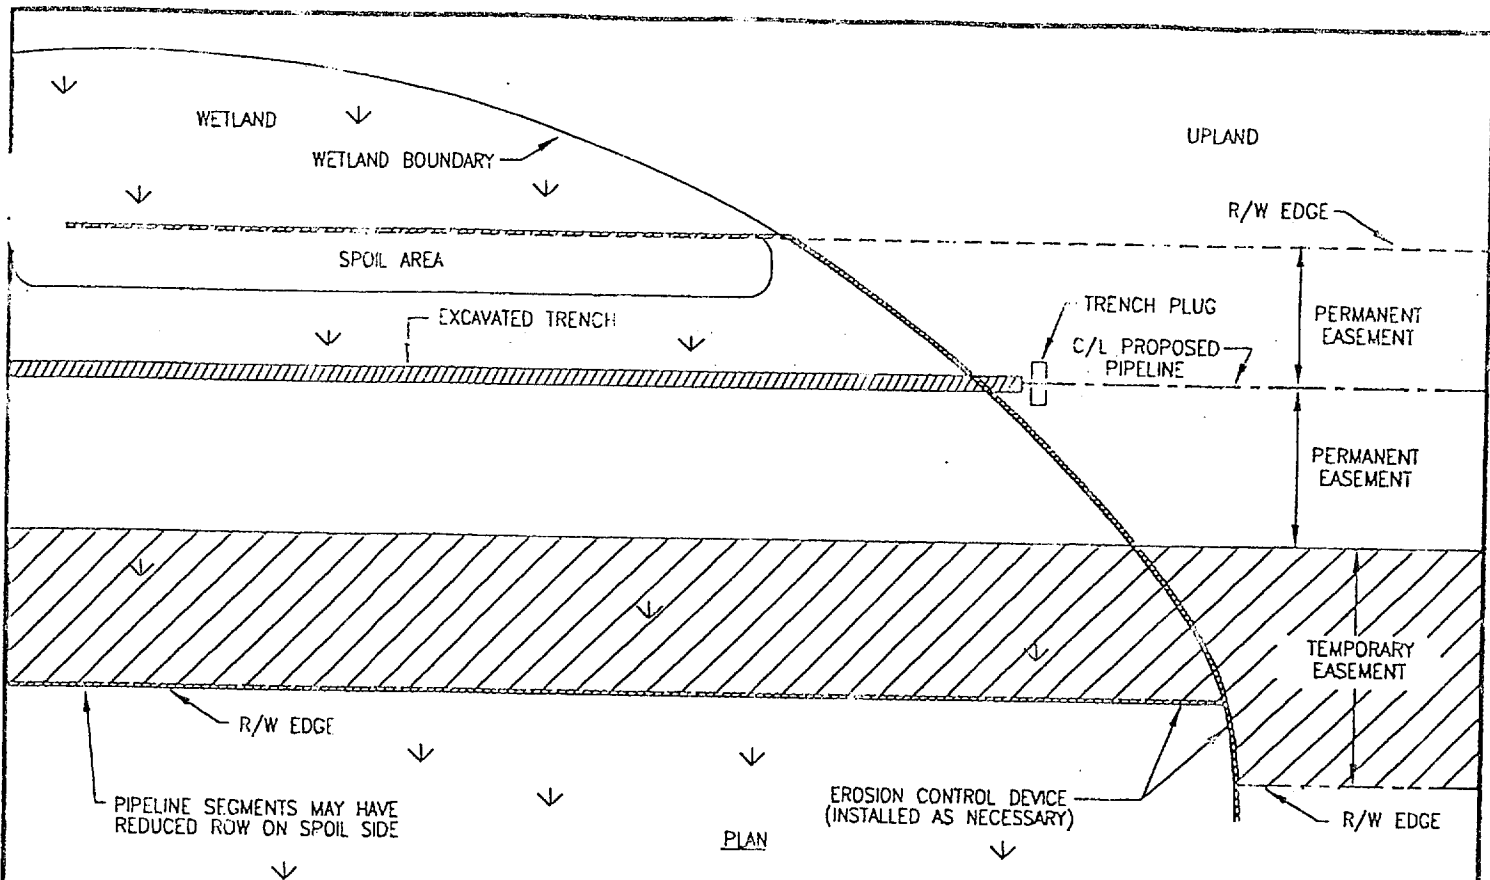 WETLAND
WETLAND BOUNDARY
UPLAND
R/W EDGE
SPOIL AREA
EXCAVATED TRENCH
TRENCH PLUG
C/L PROPOSED
PIPELINE
PERMANENT
EASEMENT
PERMANENT
EASEMENT
TEMPORARY
EASEMENT
R/W EDGE
PIPELINE SEGMENTS MAY HAVE
REDUCED ROW ON SPOIL SIDE
EROSION CONTROL DEVICE
(INSTALLED AS NECESSARY)
R/W EDGE
PLAN